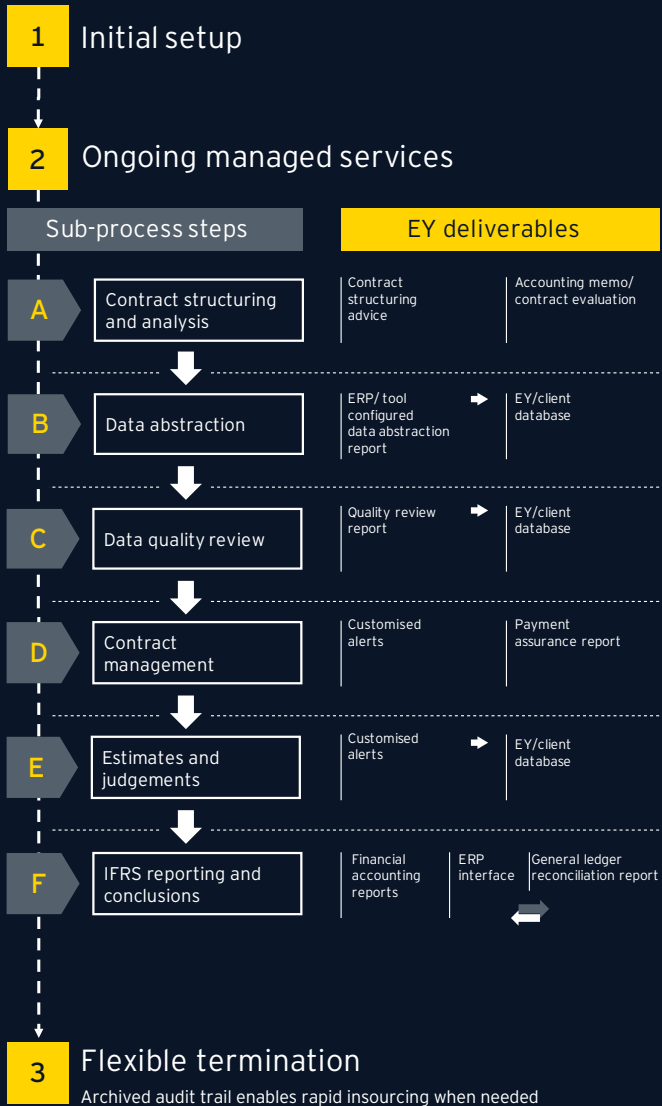 1
Initial setup
2
Ongoing managed services
Sub-process steps
EY deliverables
A
Contract structuring
and analysis
Contract
structuring
advice
Accounting memo/
contract evaluation
B
Data abstraction
ERP/ tool
configured
data abstraction
report
EY/client
database
C
Data quality review
Quality review
report
EY/client
database
D
Contract
management
Customised
alerts
Payment
assurance report
E
Estimates and
judgements
Customised
alerts
EY/client
database
F
IFRS reporting and
conclusions
Financial
accounting
reports
ERP
interface
General ledger
reconciliation report
3
Flexible termination
Archived audit trail enables rapid insourcing when needed